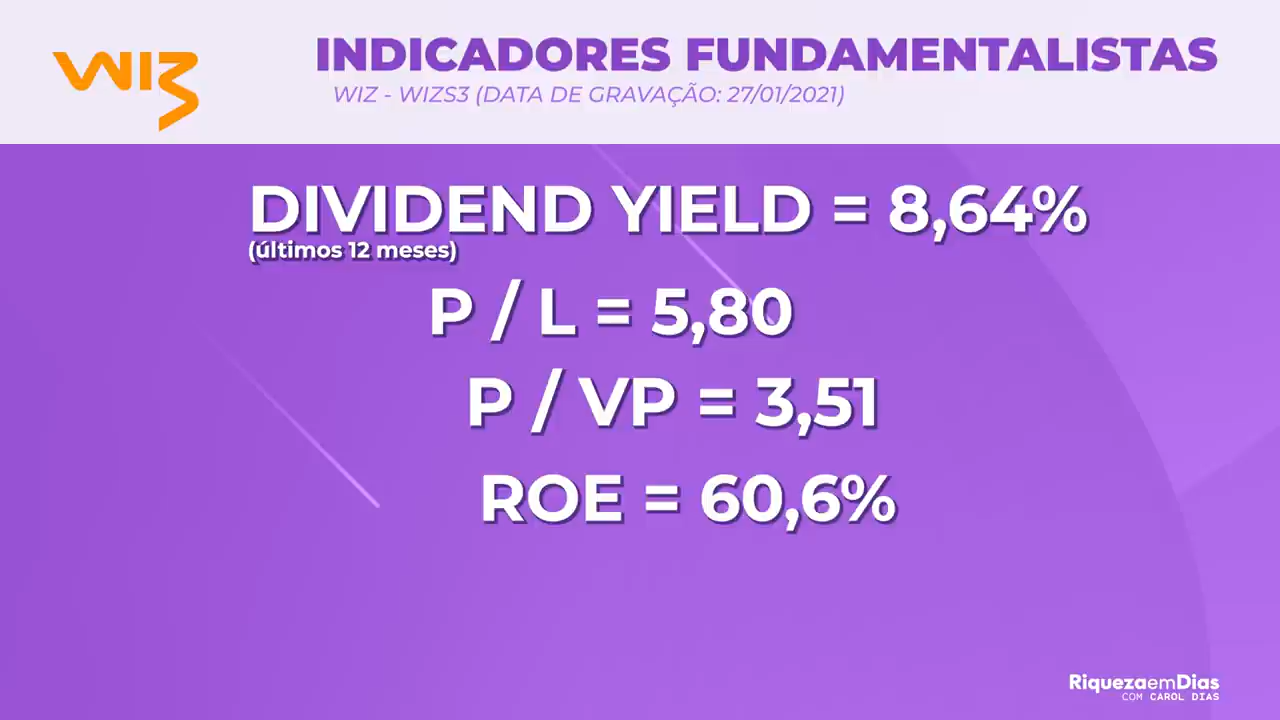 WIZ
INDICADORES FUNDAMENTALISTAS
WIZ - WIZS3 (DATA DE GRAVAÇÃO: 27/01/2021)
DIVIDEND YIELD = 8,64%
(últimos 12 meses)
P / L = 5,80
P / VP = 3,51
ROE = 60,6%
RiquezaemDias
COM CAROL DIAS